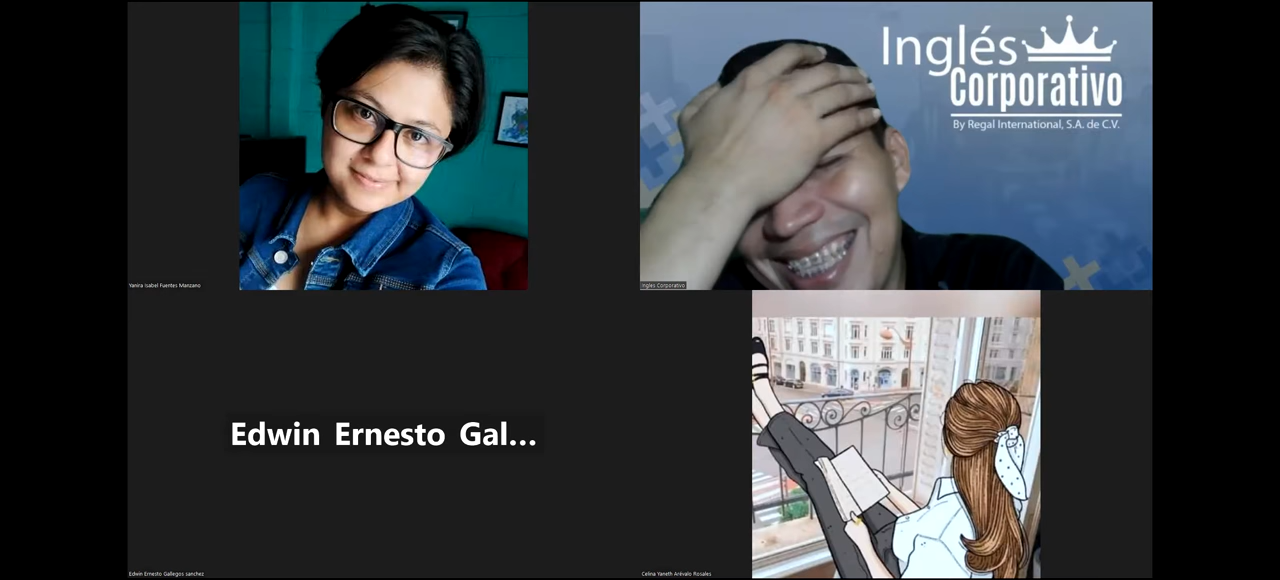 Inglés
Corporativo
By Regal International, S.A. de C.V.
Yanira Isabel Fuentes Manzano
Inglés Corporativo
Edwin Ernesto Gal...
Edwin Ernesto Gallegos sanchez
Celina Yaneth Arévalo Rosales